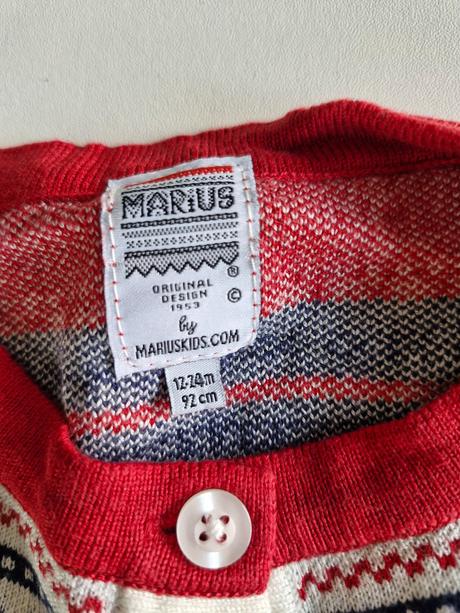 MARiUS
®
ORIGINAL
DESIGN ©
1953
by
MARIUSKIDS.COM
12-24m
92 cm